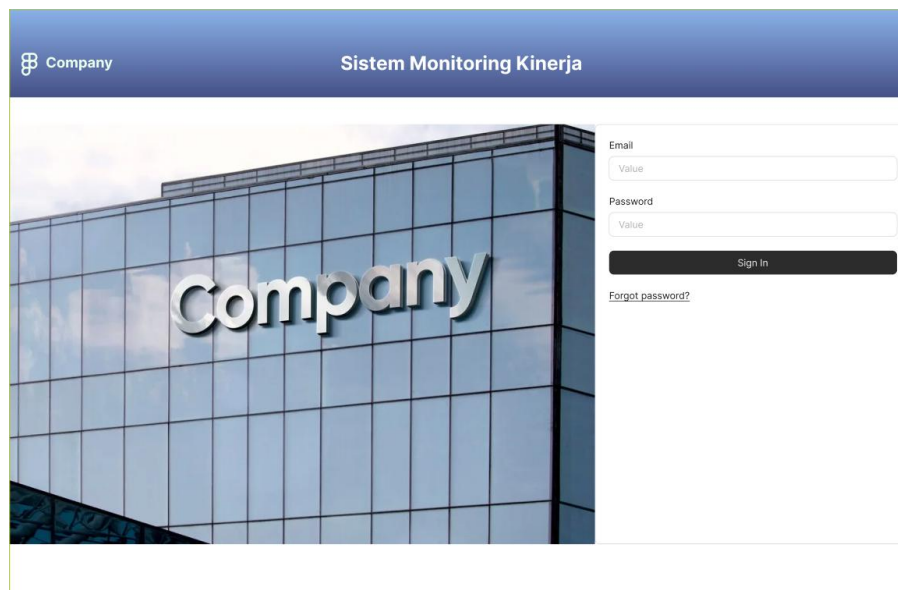 Company
Sistem Monitoring Kinerja
Company
Email
Value
Password
Value
Sign In
Forgot password?